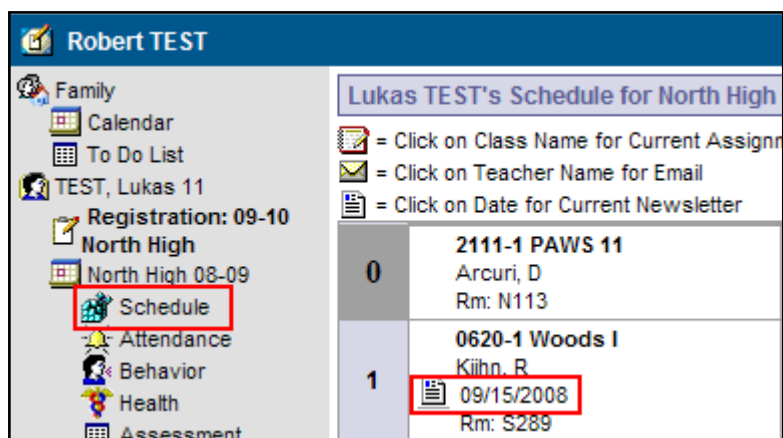 Robert TEST
Family
Calendar
To Do List
TEST, Lukas 11
Registration: 09-10
North High
North High 08-09
Schedule
Attendance
Behavior
Health
Assessment
Lukas TEST's Schedule for North High
= Click on Class Name for Current Assignm
= Click on Teacher Name for Email
= Click on Date for Current Newsletter
0
2111-1 PAWS 11
Arcuri, D
Rm: N113
1
0620-1 Woods I
Kiihn, R
09/15/2008
Rm: S289